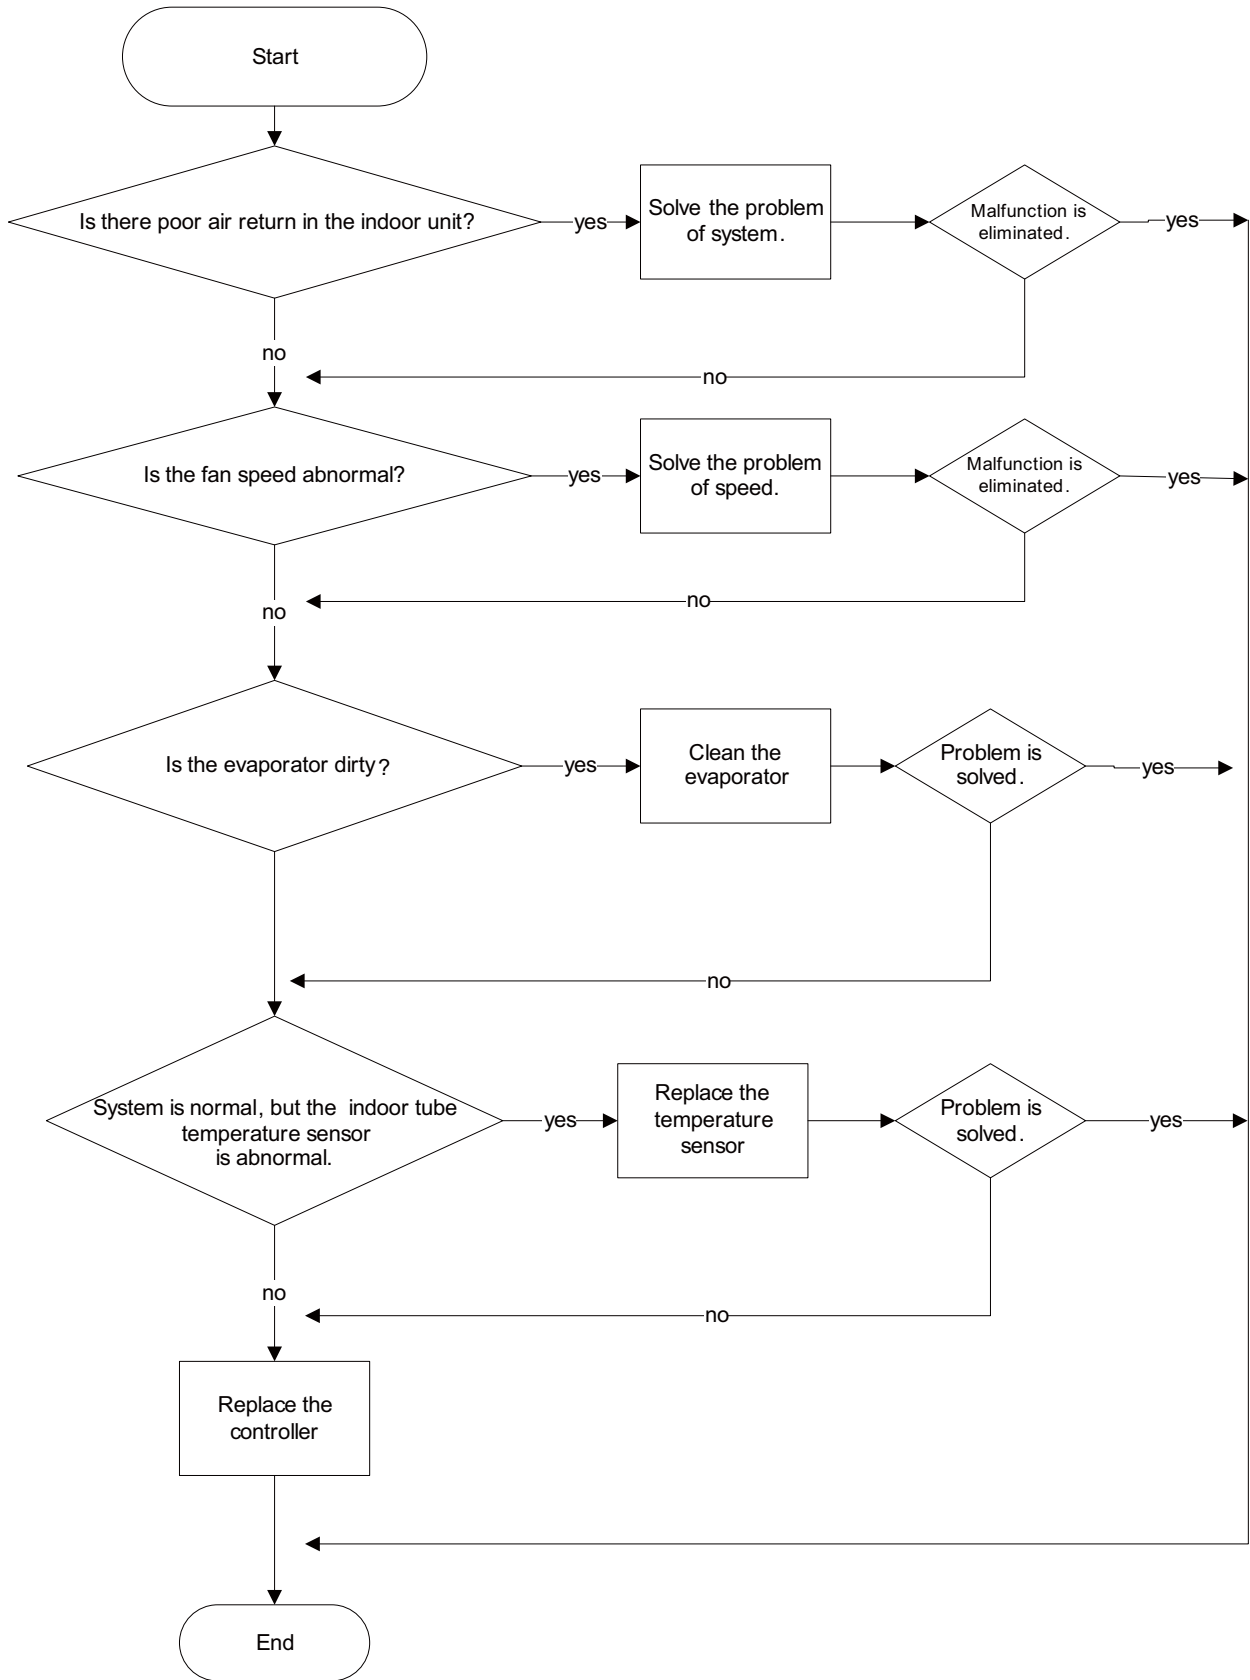 Start
Is there poor air return in the indoor unit?
yes
Solve the problem
of system.
Malfunction is
eliminated.
yes
no
no
Is the fan speed abnormal?
yes
Solve the problem
of speed.
Malfunction is
eliminated.
yes
no
no
Is the evaporator dirty?
yes
Clean the
evaporator
Problem is
solved.
yes
no
System is normal, but the indoor tube
temperature sensor
is abnormal.
yes
Replace the
temperature
sensor
Problem is
solved.
yes
no
no
Replace the
controller
End